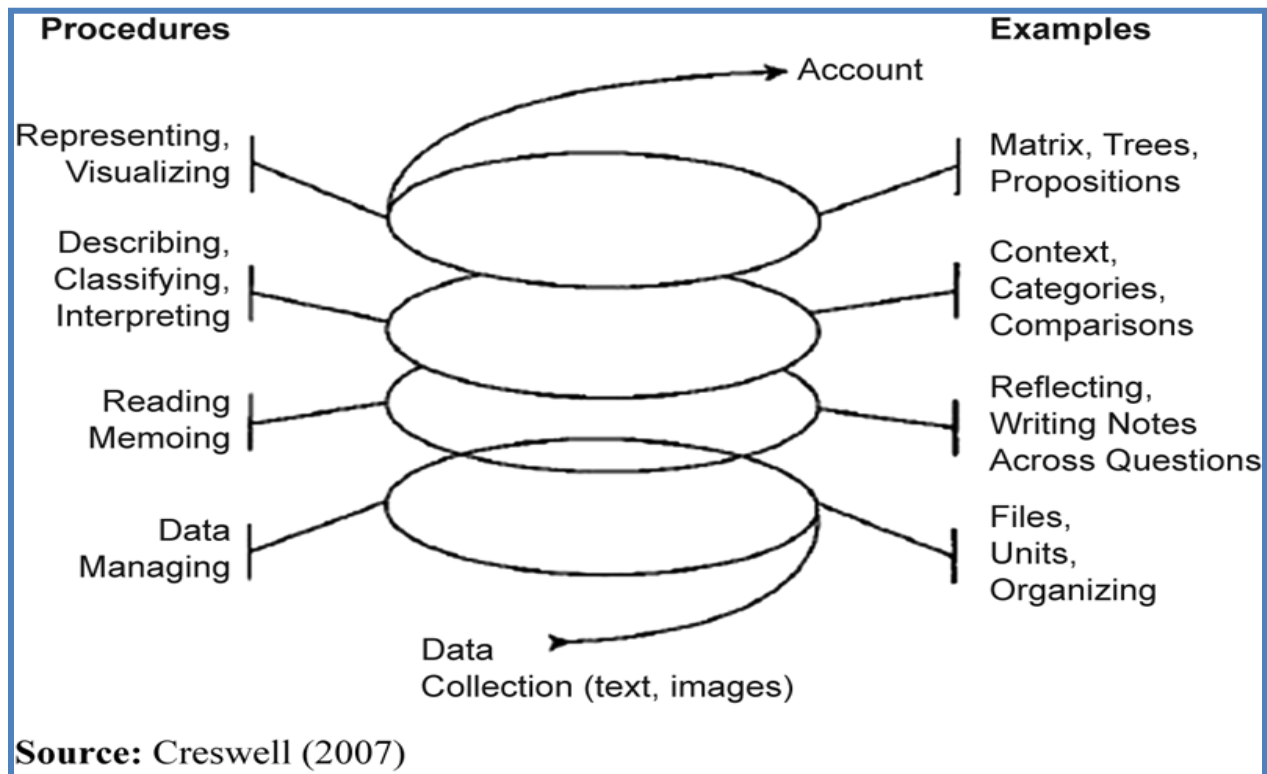 Procedures
Examples
Account
Representing,
Visualizing
Matrix, Trees,
Propositions
Describing,
Classifying,
Interpreting
Context,
Categories,
Comparisons
Reading
Memoing
Reflecting,
Writing Notes
Across Questions
Data
Managing
Files,
Units,
Organizing
Data
Collection (text, images)
Source: Creswell (2007)